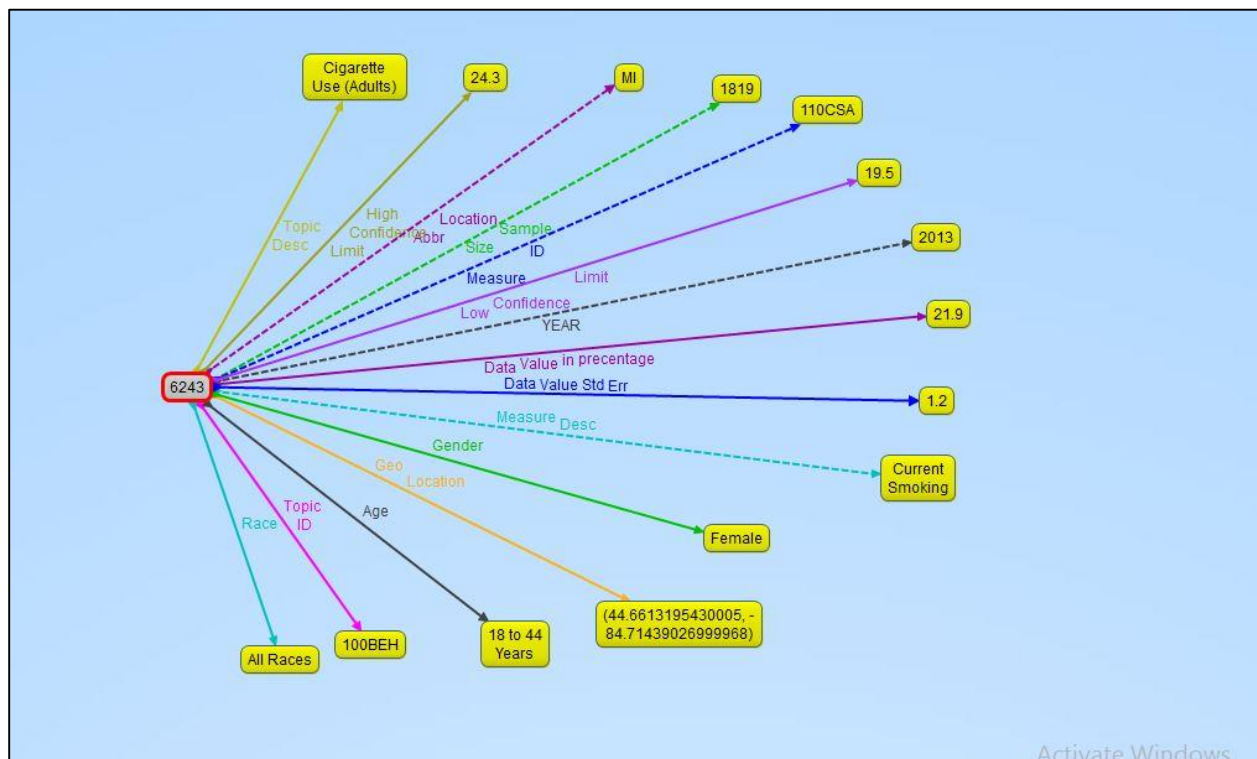 Cigarette
Use (Adults)
24.3
MI
1819
110CSA
19.5
2013
21.9
1.2
Current
Smoking
Female
(44.6613195430005, -
84.71439026999968)
18 to 44
Years
100BEH
All Races
6243
Topic
Desc
High
Confidence
Limit
Location
Abbr
Sample
Size
ID
Measure
Limit
Confidence
Low
YEAR
Data Value in precentage
Data Value Std Err
Measure
Desc
Gender
Geo
Location
Age
Topic
ID
Race
Activate Windows